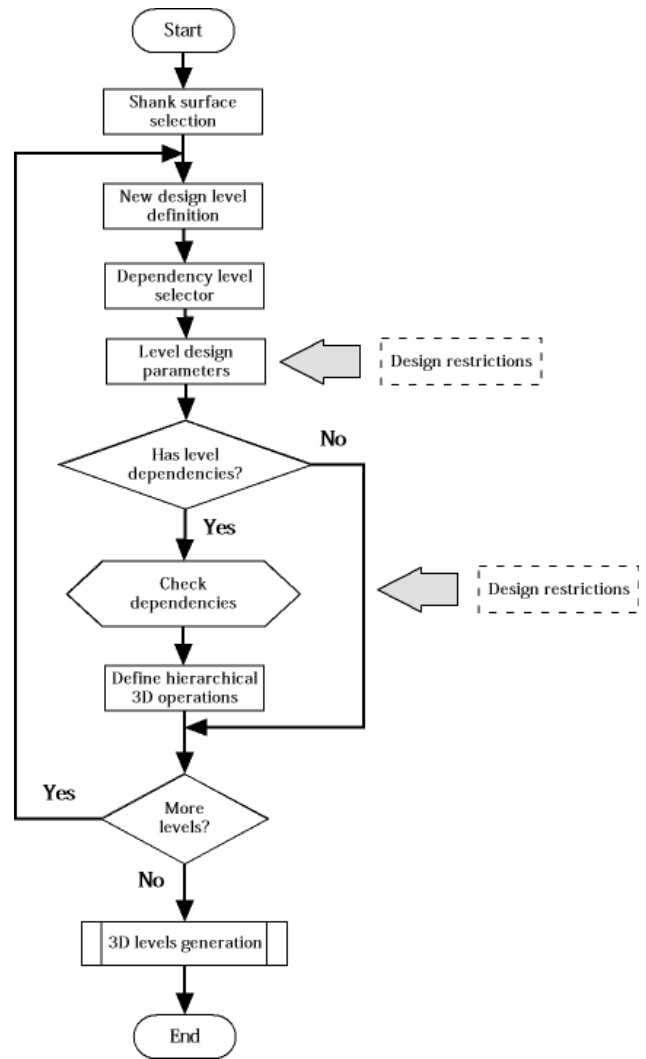 Start
Shank surface
selection
New design level
definition
Dependency level
selector
Level design
parameters
Design restrictions
Has level
dependencies?
No
Yes
Check
dependencies
Design restrictions
Define hierarchical
3D operations
Yes
More
levels?
No
3D levels generation
End